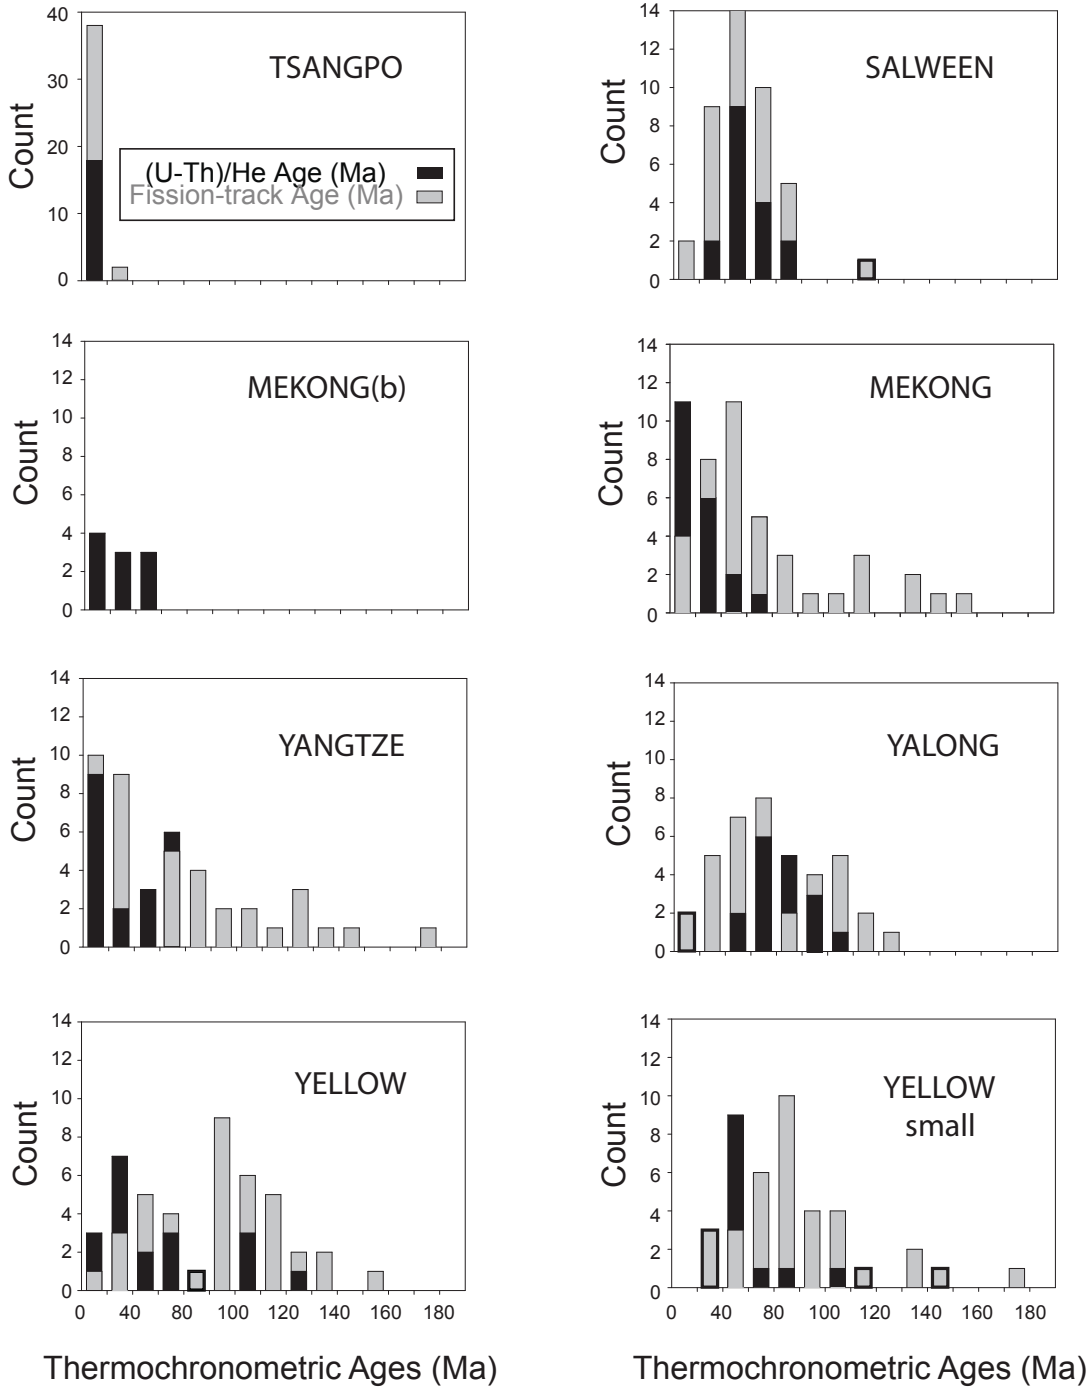 TSANGPO
Count
40
30
20
10
0
(U-Th)/He Age (Ma)
Fission-track Age (Ma)
SALWEEN
Count
14
12
10
8
6
4
2
0
MEKONG(b)
Count
14
12
10
8
6
4
2
0
MEKONG
Count
14
12
10
8
6
4
2
0
YANGTZE
Count
14
12
10
8
6
4
2
0
YALONG
Count
14
12
10
8
6
4
2
0
YELLOW
Count
14
12
10
8
6
4
2
0
0 40 60 80 100 120 140 160 180
Thermochronometric Ages (Ma)
YELLOW
small
Count
14
12
10
8
6
4
2
0
0 40 60 80 100 120 140 160 180
Thermochronometric Ages (Ma)